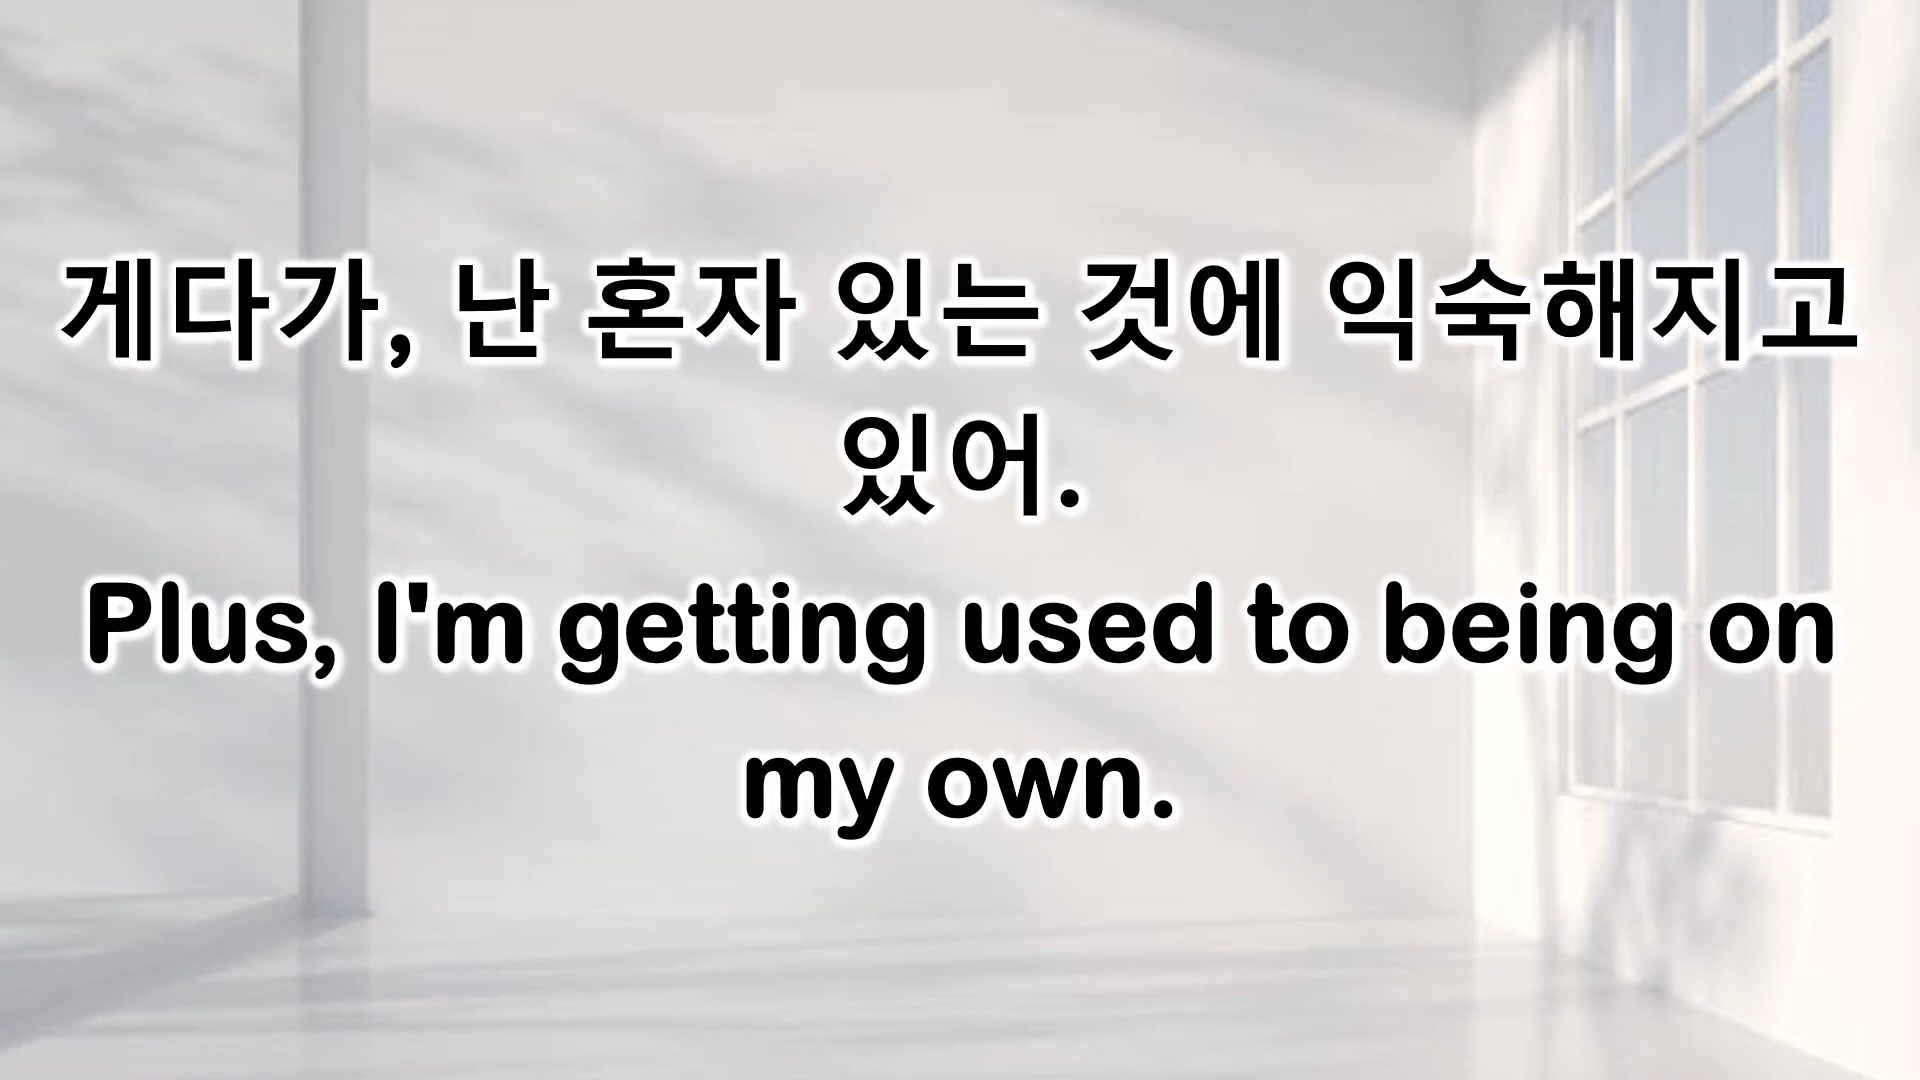 게다가, 난 혼자 있는 것에 익숙해지고
있어.
Plus, I'm getting used to being on
my own.